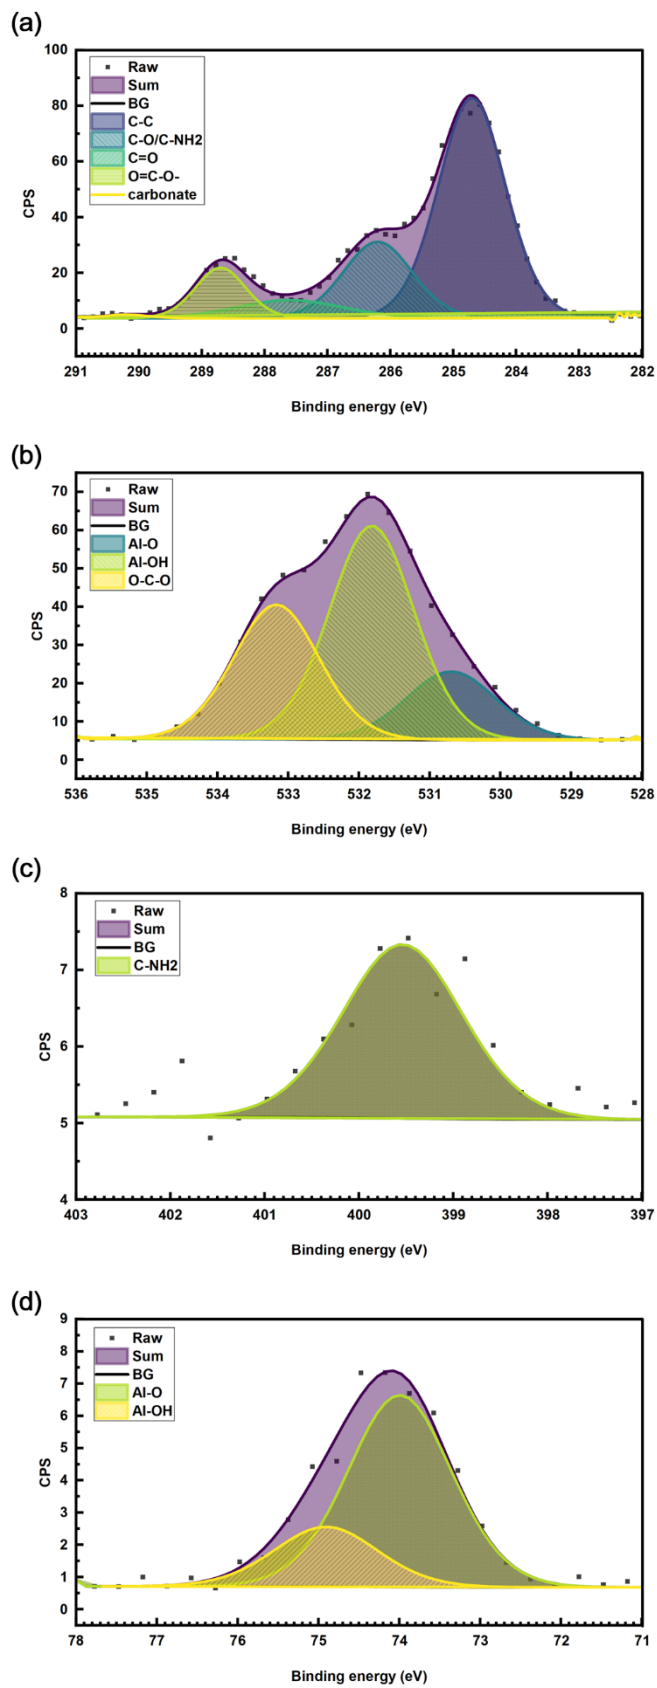 (a)
100
80
60
40
20
0
CPS
Raw
Sum
BG
C-C
C-O/C-NH2
C=O
O=C-O-
carbonate
291 290 289 288 287 286 285 284 283 282
Binding energy (eV)
(b)
70
60
50
40
30
20
10
0
CPS
Raw
Sum
BG
Al-O
Al-OH
O-C-O
536 535 534 533 532 531 530 529 528
Binding energy (eV)
(c)
8
7
6
5
4
CPS
Raw
Sum
BG
C-NH2
403 402 401 400 399 398 397
Binding energy (eV)
(d)
9
8
7
6
5
4
3
2
1
0
CPS
Raw
Sum
BG
Al-O
Al-OH
78 77 76 75 74 73 72 71
Binding energy (eV)